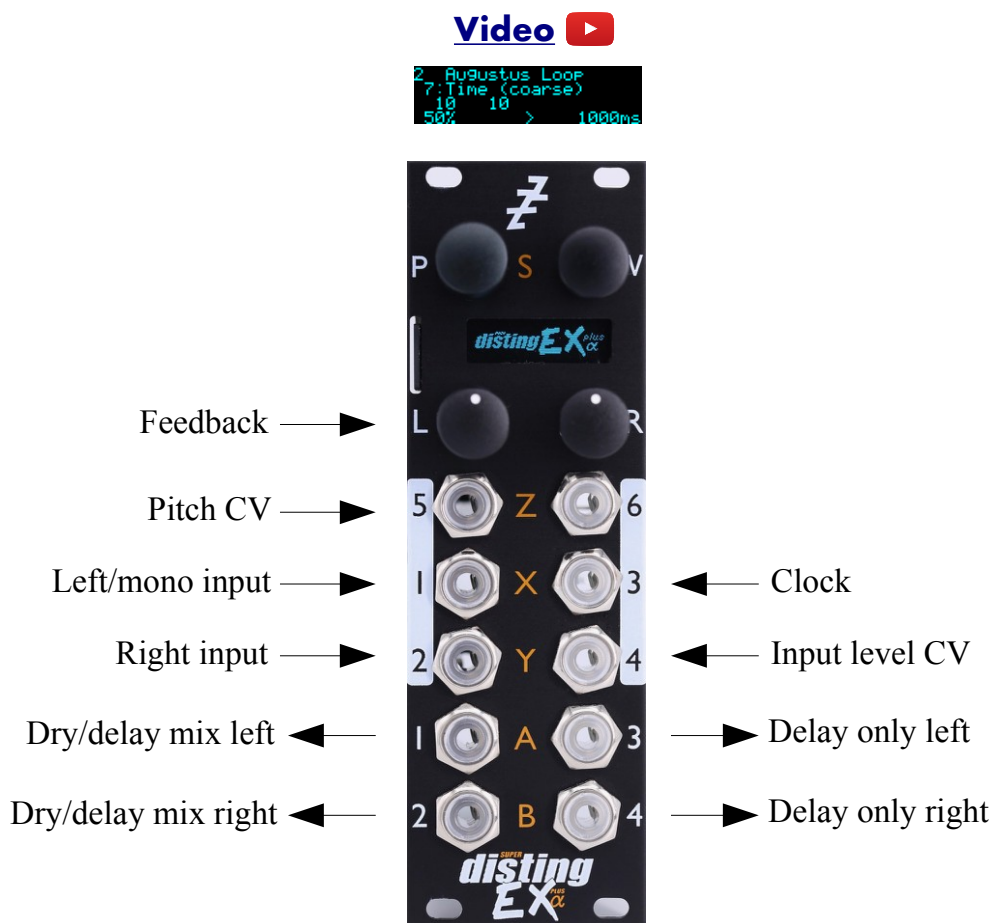 Video
2 Augustus Loop
7:Time (coarse)
10 10
50% > 1000ms
P S V
disting EX plus α
Feedback
L R
Pitch CV
5 Z 6
Left/mono input
1 X 3
Clock
Right input
2 Y 4
Input level CV
Dry/delay mix left
1 A 3
Delay only left
Dry/delay mix right
2 B 4
Delay only right
SUPER
disting
EX PLUS α